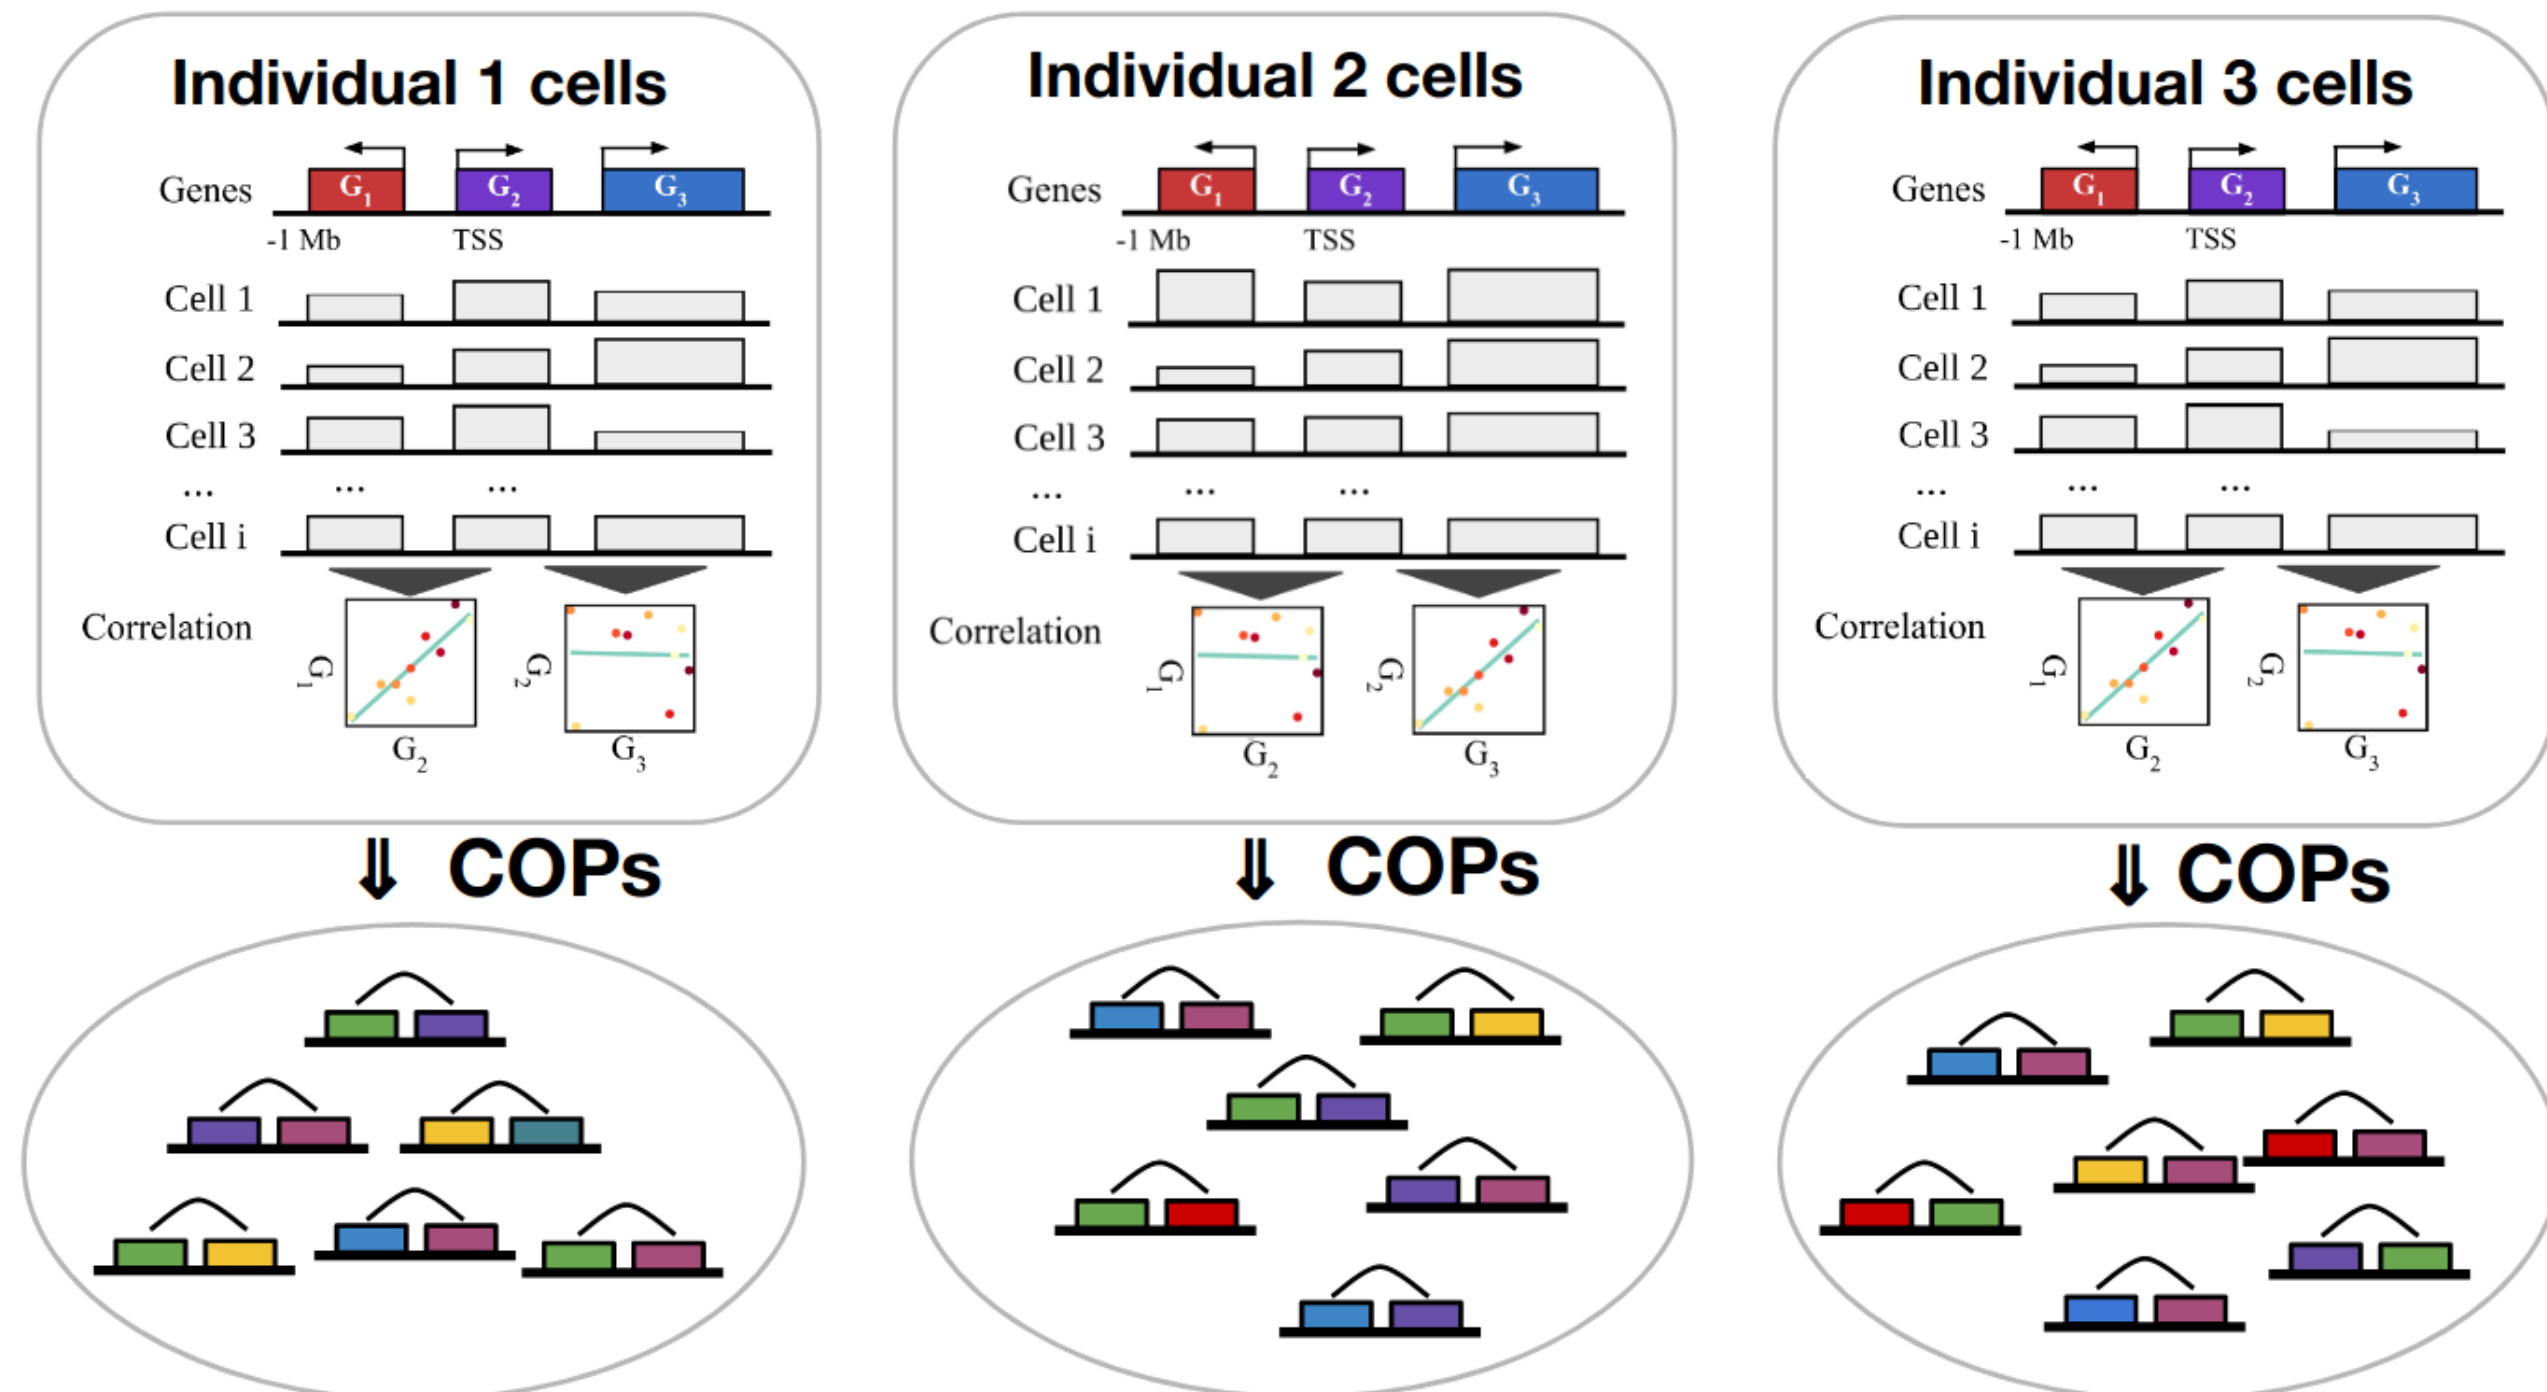 Individual 1 cells
Genes
G1
G2
G3
-1 Mb
TSS
Cell 1
Cell 2
Cell 3
...
...
...
Cell i
Correlation
G1
G2
G2
G3
⇓ COPs
Individual 2 cells
Genes
G1
G2
G3
-1 Mb
TSS
Cell 1
Cell 2
Cell 3
...
...
...
Cell i
Correlation
G1
G2
G2
G3
⇓ COPs
Individual 3 cells
Genes
G1
G2
G3
-1 Mb
TSS
Cell 1
Cell 2
Cell 3
...
...
...
Cell i
Correlation
G1
G2
G2
G3
⇓ COPs